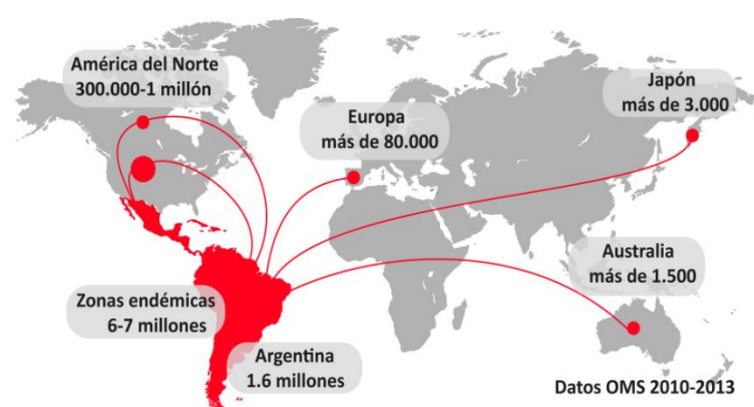 América del Norte
300.000-1 millón
Japón
más de 3.000
Europa
más de 80.000
Australia
más de 1.500
Zonas endémicas
6-7 millones
Argentina
1.6 millones
Datos OMS 2010-2013